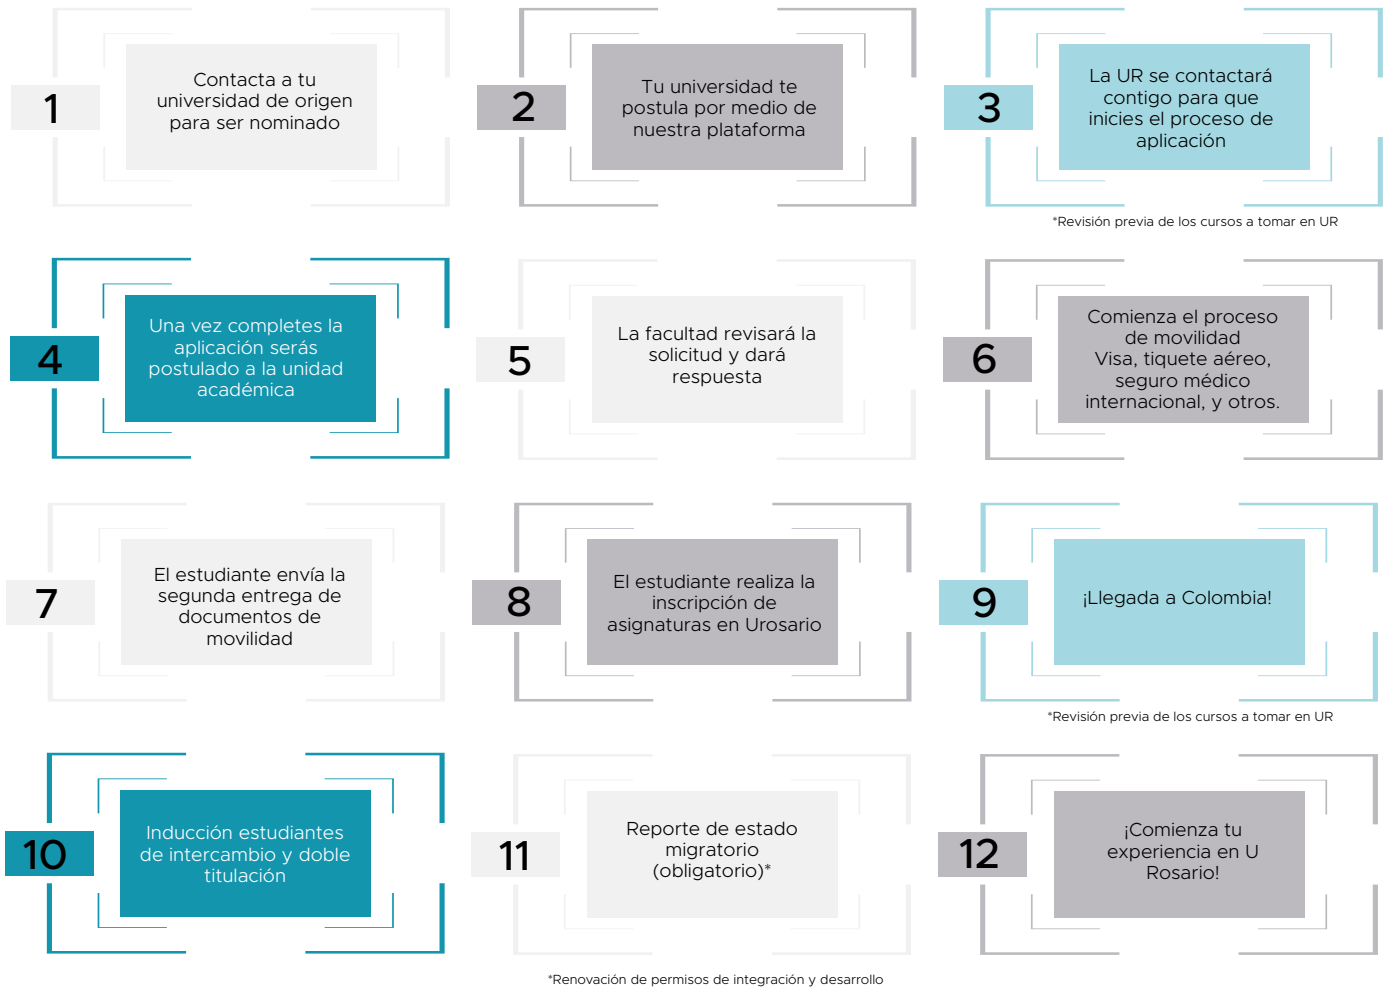 1
Contacta a tu
universidad de origen
para ser nominado
2
Tu universidad te
postula por medio de
nuestra plataforma
3
La UR se contactará
contigo para que
inicies el proceso de
aplicación
*Revisión previa de los cursos a tomar en UR
4
Una vez completes la
aplicación serás
postulado a la unidad
académica
5
La facultad revisará la
solicitud y dará
respuesta
6
Comienza el proceso
de movilidad
Visa, tiquete aéreo,
seguro médico
internacional, y otros.
7
El estudiante envía la
segunda entrega de
documentos de
movilidad
8
El estudiante realiza la
inscripción de
asignaturas en Urosario
9
¡Llegada a Colombia!
*Revisión previa de los cursos a tomar en UR
10
Inducción estudiantes
de intercambio y doble
titulación
11
Reporte de estado
migratorio
(obligatorio)*
12
¡Comienza tu
experiencia en U
Rosario!
*Renovación de permisos de integración y desarrollo